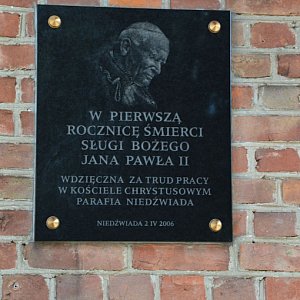 W PIERWSZĄ
ROCZNICĘ ŚMIERCI
SŁUGI BOŻEGO
JANA PAWŁA II
WDZIĘCZNA ZA TRUD PRACY
W KOŚCIELE CHRYSTUSOWYM
PARAFIA NIEDŹWIADA
NIEDŹWIADA 2 IV 2006